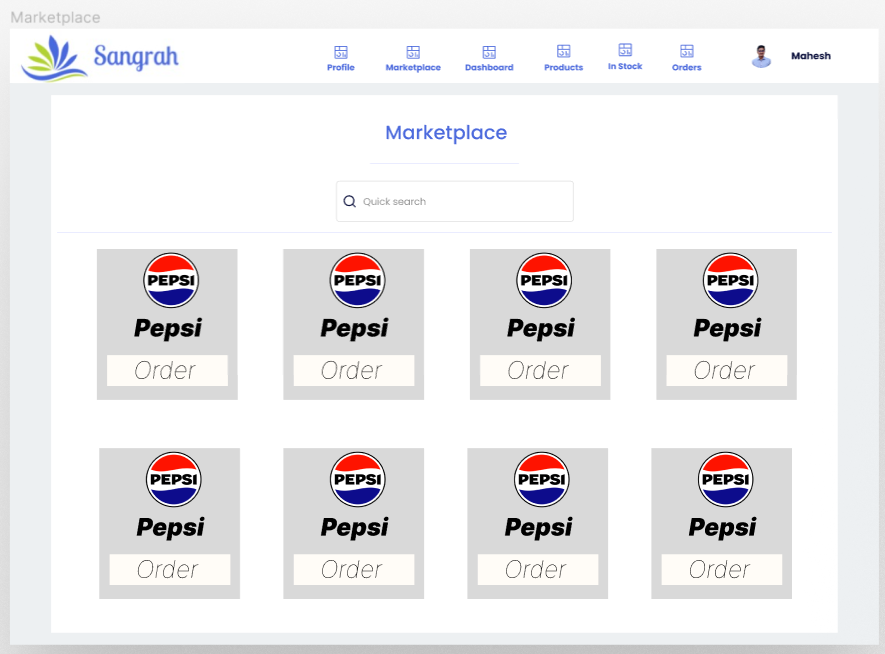 Marketplace
Sangrah
Profile
Marketplace
Dashboard
Products
In Stock
Orders
Mahesh
Marketplace
Quick search
PEPSI PEPSI PEPSI PEPSI
Pepsi Pepsi Pepsi Pepsi
Order Order Order Order
PEPSI PEPSI PEPSI PEPSI
Pepsi Pepsi Pepsi Pepsi
Order Order Order Order